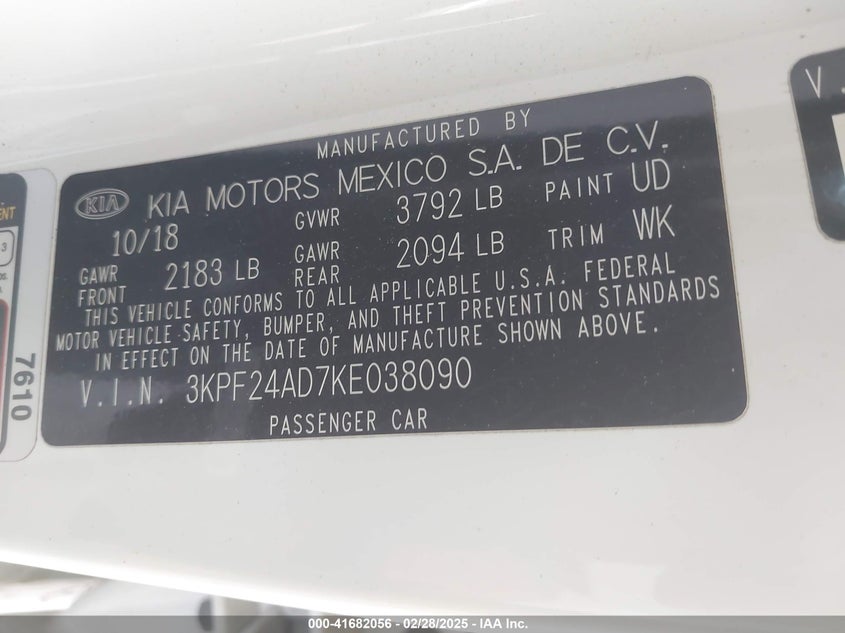 MANUFACTURED BY
KIA KIA MOTORS MEXICO S.A. DE C.V.
10/18 GVWR 3792 LB PAINT UD
GAWR FRONT 2183 LB GAWR REAR 2094 LB TRIM WK
THIS VEHICLE CONFORMS TO ALL APPLICABLE U.S.A. FEDERAL
MOTOR VEHICLE SAFETY, BUMPER, AND THEFT PREVENTION STANDARDS
IN EFFECT ON THE DATE OF MANUFACTURE SHOWN ABOVE.
V.I.N. 3KPF24AD7KE038090
PASSENGER CAR
7610
3
V.
000-41682056 - 02/28/2025 - IAA Inc.